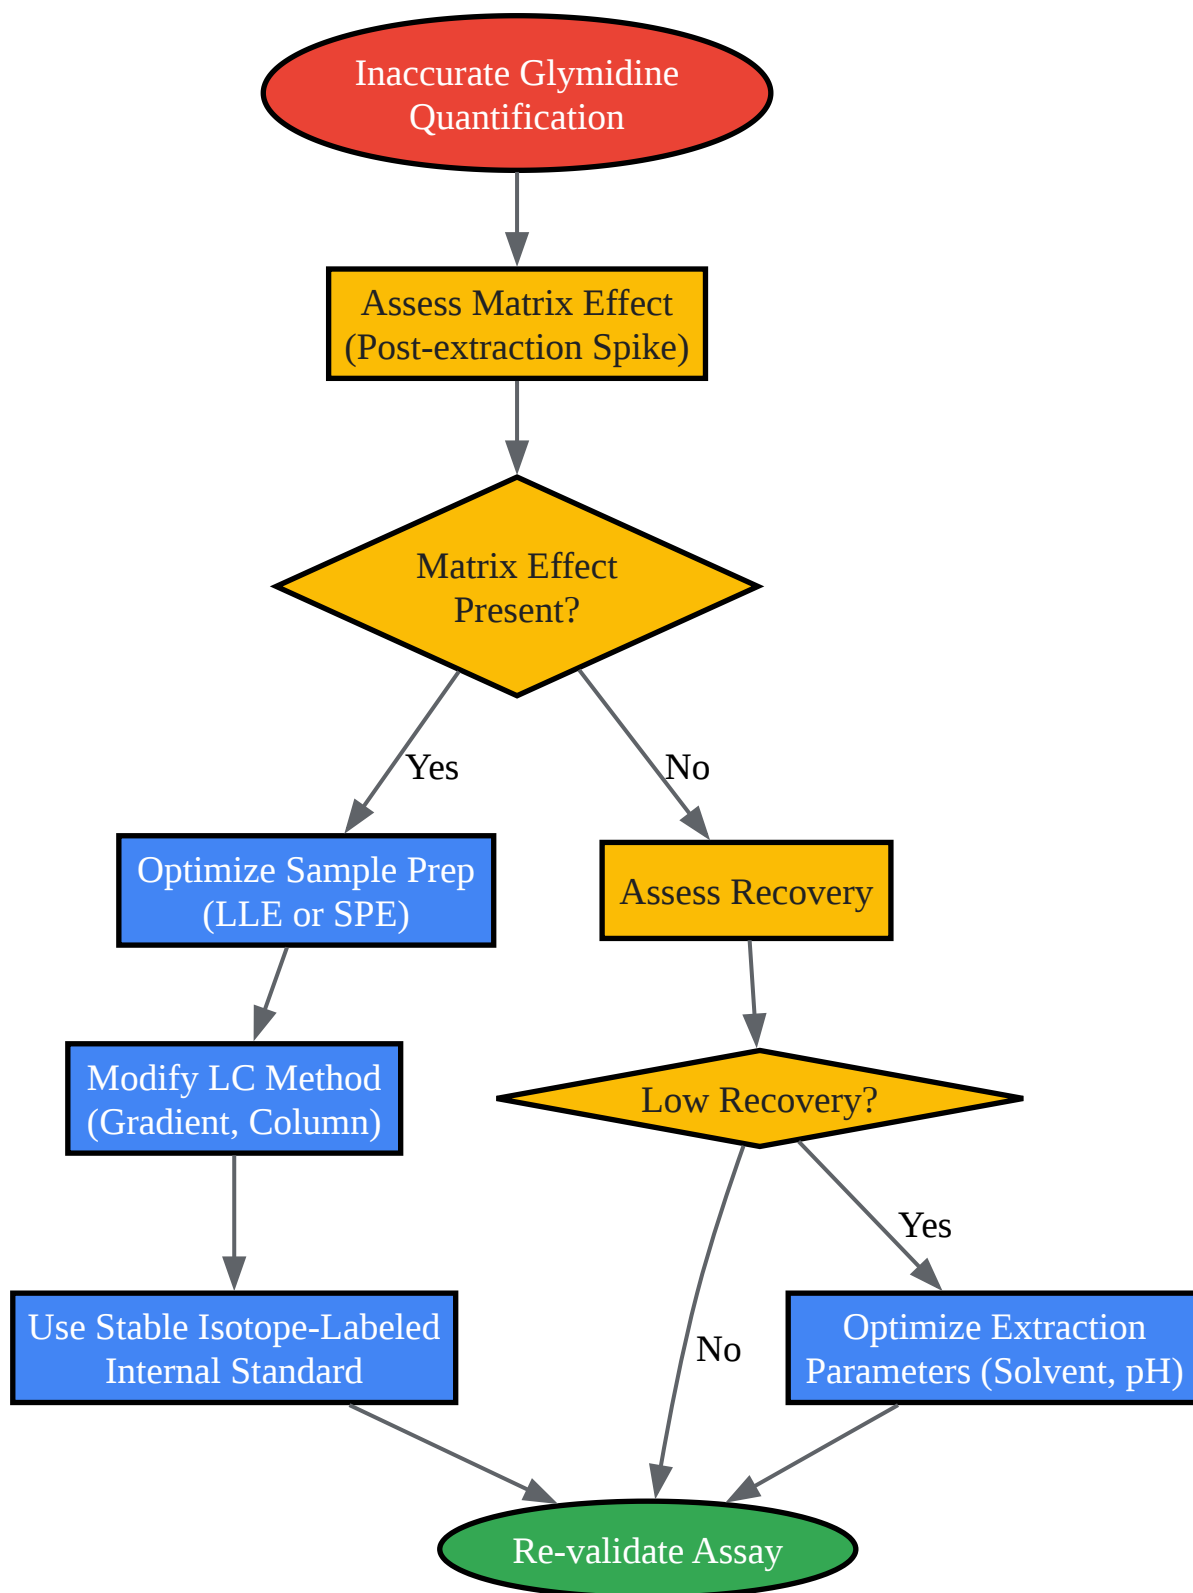 Inaccurate Glymidine
Quantification
Assess Matrix Effect
(Post-extraction Spike)
Matrix Effect
Present?
Yes
No
Optimize Sample Prep
(LLE or SPE)
Assess Recovery
Modify LC Method
(Gradient, Column)
Low Recovery?
Yes
No
Use Stable Isotope-Labeled
Internal Standard
Optimize Extraction
Parameters (Solvent, pH)
Re-validate Assay